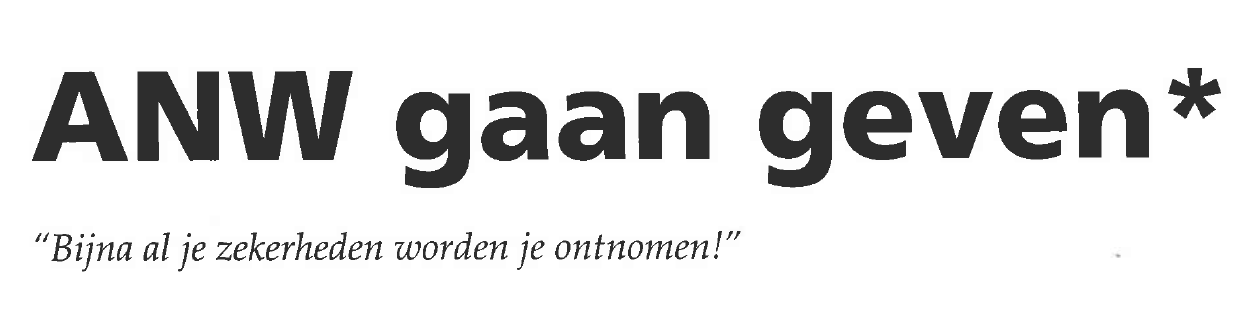 ANW gaan geven*
“Bijna al je zekerheden worden je ontnomen!”